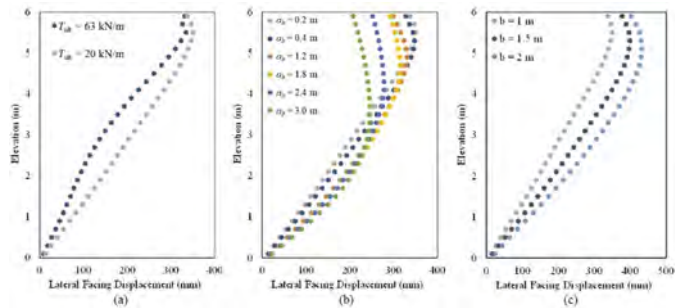 T_ult = 63 kN/m
T_ult = 20 kN/m
Elevation (m)
6
5
4
3
2
1
0
0 100 200 300 400
Lateral Facing Displacement (mm)
(a)
α_b = 0.2 m
α_b = 0.4 m
α_b = 1.2 m
α_b = 1.8 m
α_b = 2.4 m
α_b = 3.0 m
Elevation (m)
6
5
4
3
2
1
0
0 100 200 300 400
Lateral Facing Displacement (mm)
(b)
b = 1 m
b = 1.5 m
b = 2 m
Elevation (m)
6
5
4
3
2
1
0
0 100 200 300 400 500
Lateral Facing Displacement (mm)
(c)